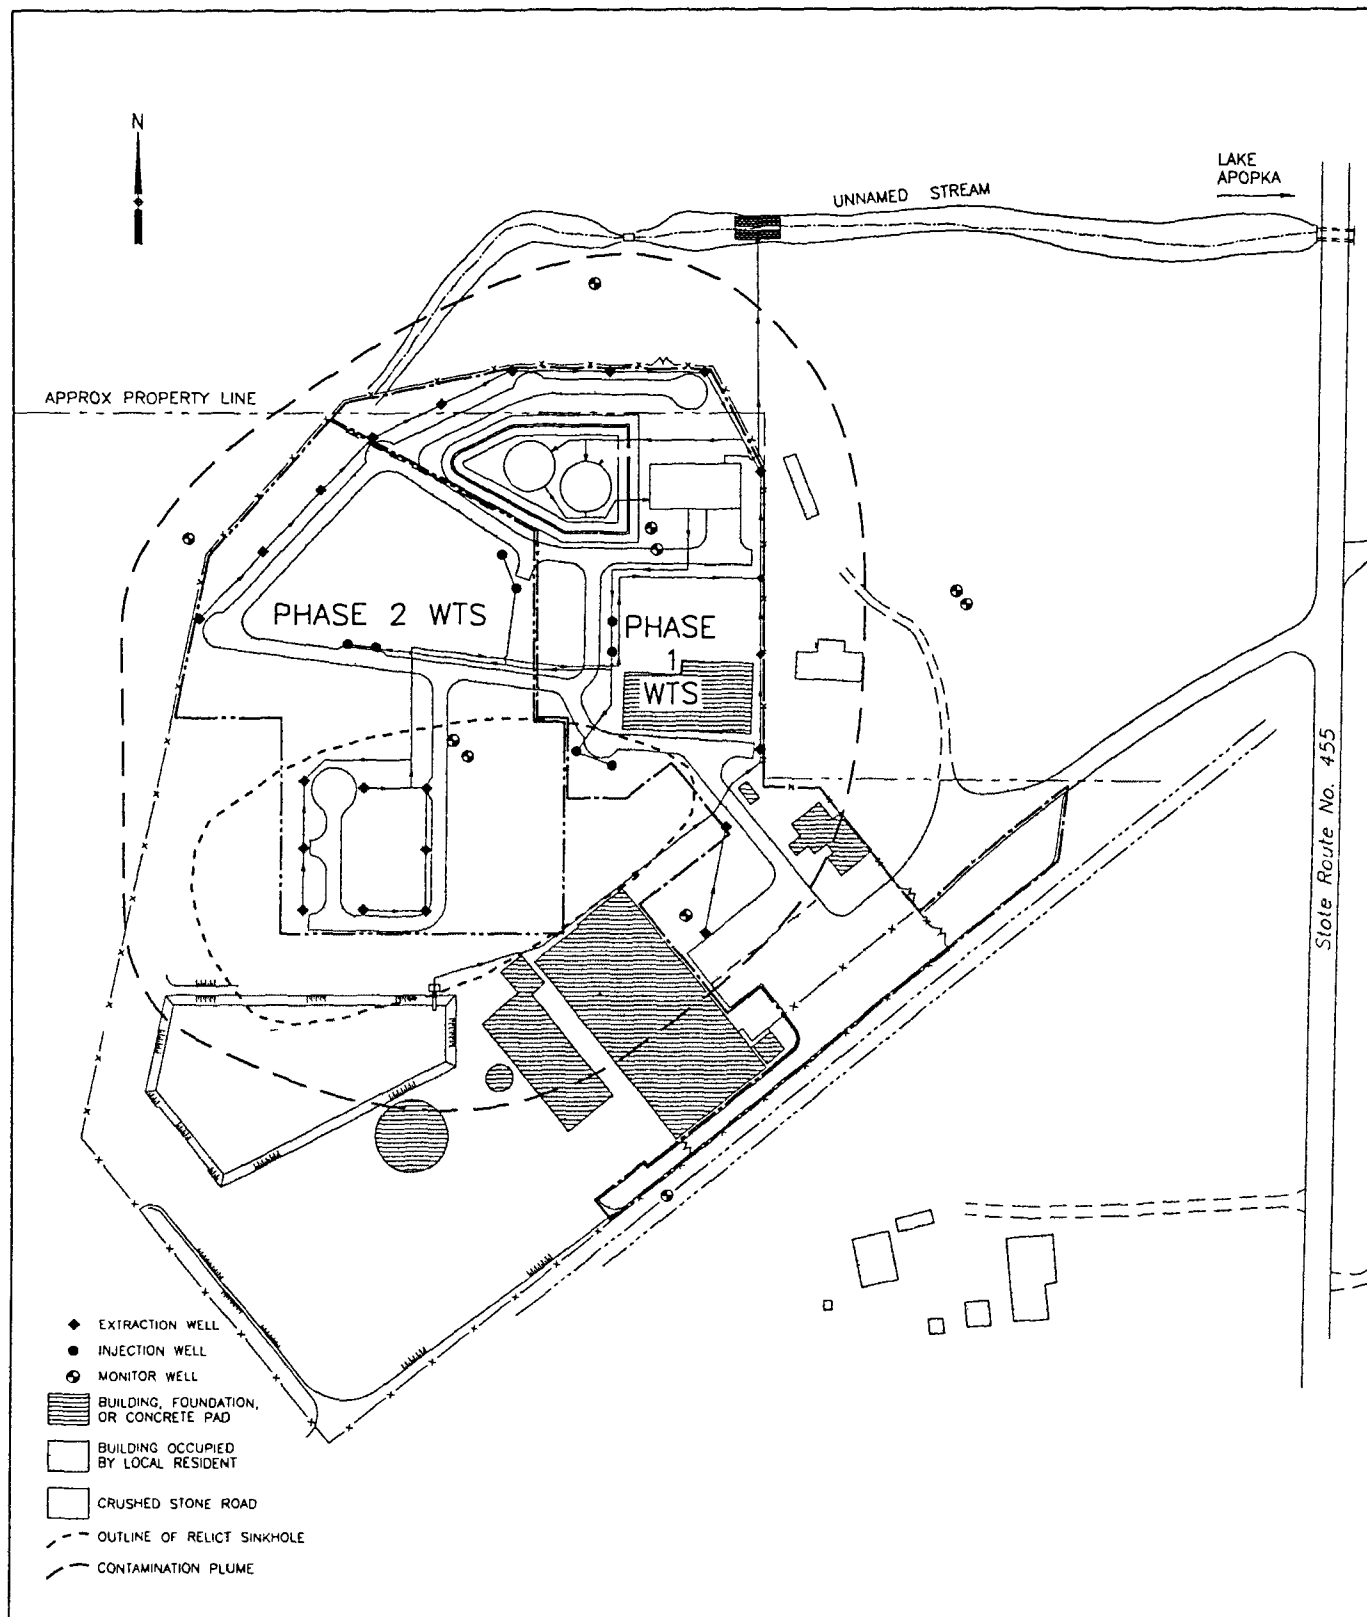 N
LAKE
APOPKA
UNNAMED STREAM
APPROX PROPERTY LINE
PHASE 2 WTS
PHASE
1
WTS
State Route No. 455
EXTRACTION WELL
INJECTION WELL
MONITOR WELL
BUILDING, FOUNDATION,
OR CONCRETE PAD
BUILDING OCCUPIED
BY LOCAL RESIDENT
CRUSHED STONE ROAD
OUTLINE OF RELICT SINKHOLE
CONTAMINATION PLUME